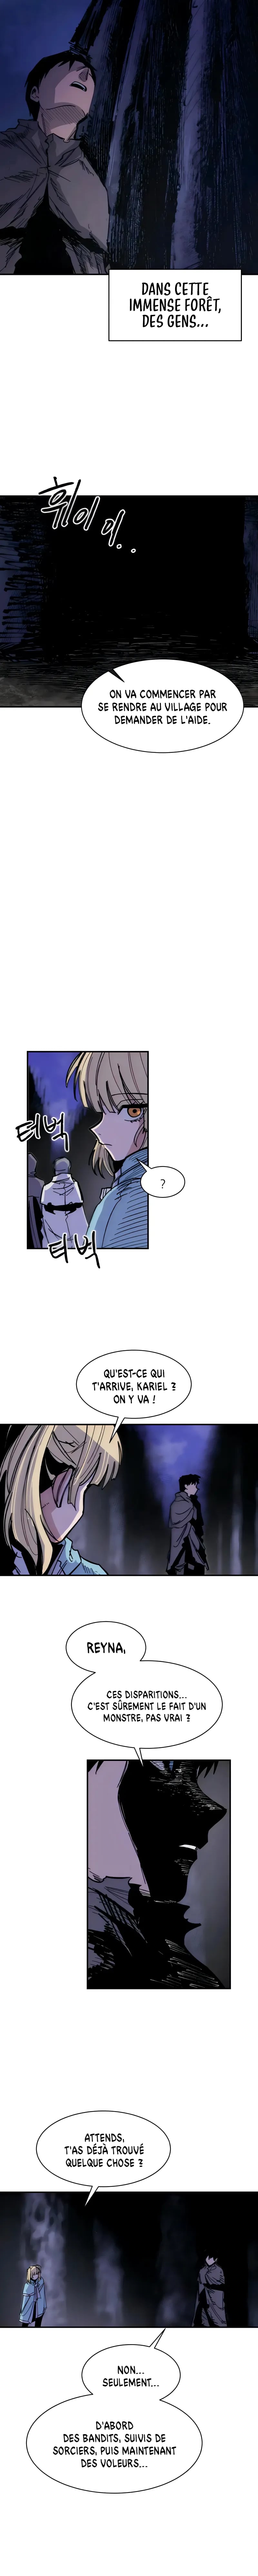 DANS CETTE
IMMENSE FORÊT,
DES GENS...
휘이이..
ON VA COMMENCER PAR
SE RENDRE AU VILLAGE POUR
DEMANDER DE L'AIDE.
터벅
?
터벅
QU'EST-CE QUI
T'ARRIVE, KARIEL ?
ON Y VA !
REYNA,
CES DISPARITIONS...
C'EST SÛREMENT LE FAIT D'UN
MONSTRE, PAS VRAI ?
ATTENDS,
T'AS DÉJÀ TROUVÉ
QUELQUE CHOSE ?
NON...
SEULEMENT...
D'ABORD
DES BANDITS, SUIVIS DE
SORCIERS, PUIS MAINTENANT
DES VOLEURS...